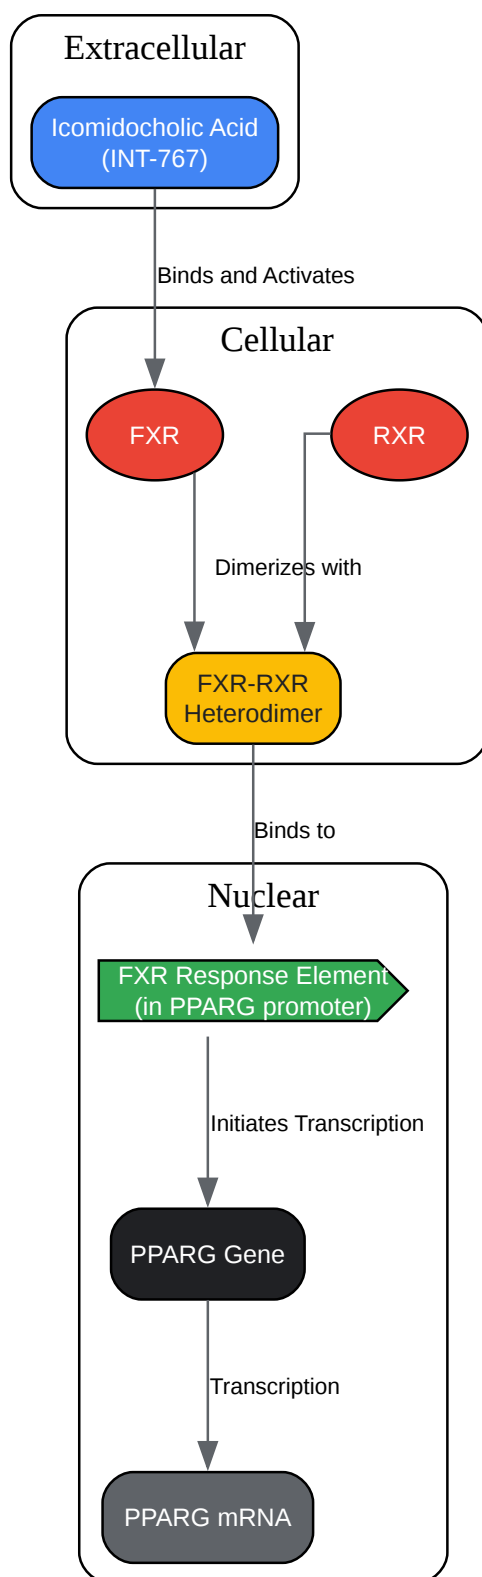 Extracellular
Icomidocholic Acid
(INT-767)
Binds and Activates
Cellular
FXR
RXR
Dimerizes with
FXR-RXR
Heterodimer
Binds to
Nuclear
FXR Response Element
(in PPARG promoter)
Initiates Transcription
PPARG Gene
Transcription
PPARG mRNA